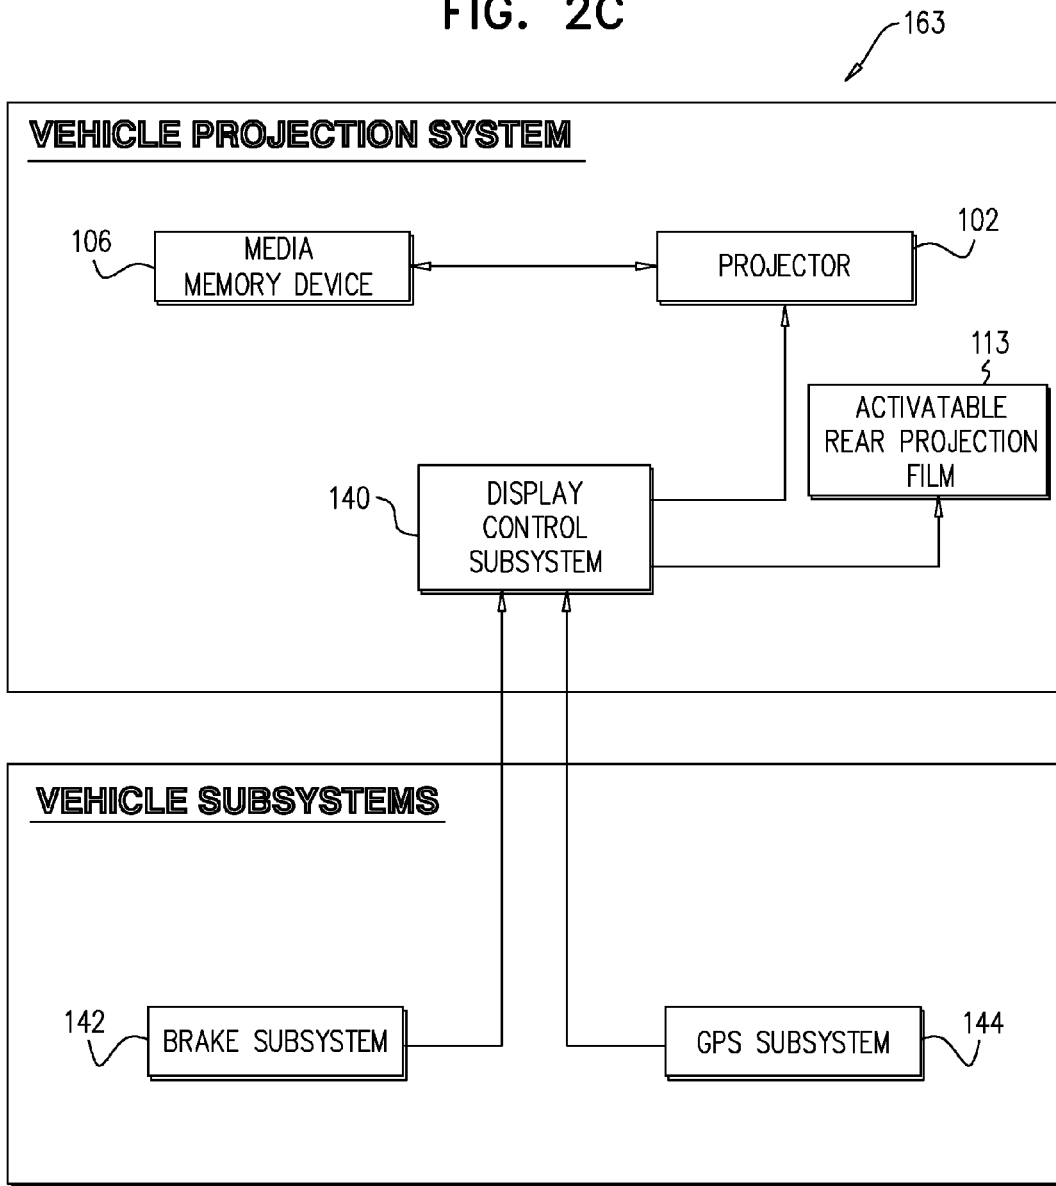 FIG. 2C
163
VEHICLE PROJECTION SYSTEM
106
MEDIA
MEMORY DEVICE
PROJECTOR
102
113
ACTIVATABLE
REAR PROJECTION
FILM
140
DISPLAY
CONTROL
SUBSYSTEM
VEHICLE SUBSYSTEMS
142
BRAKE SUBSYSTEM
GPS SUBSYSTEM
144